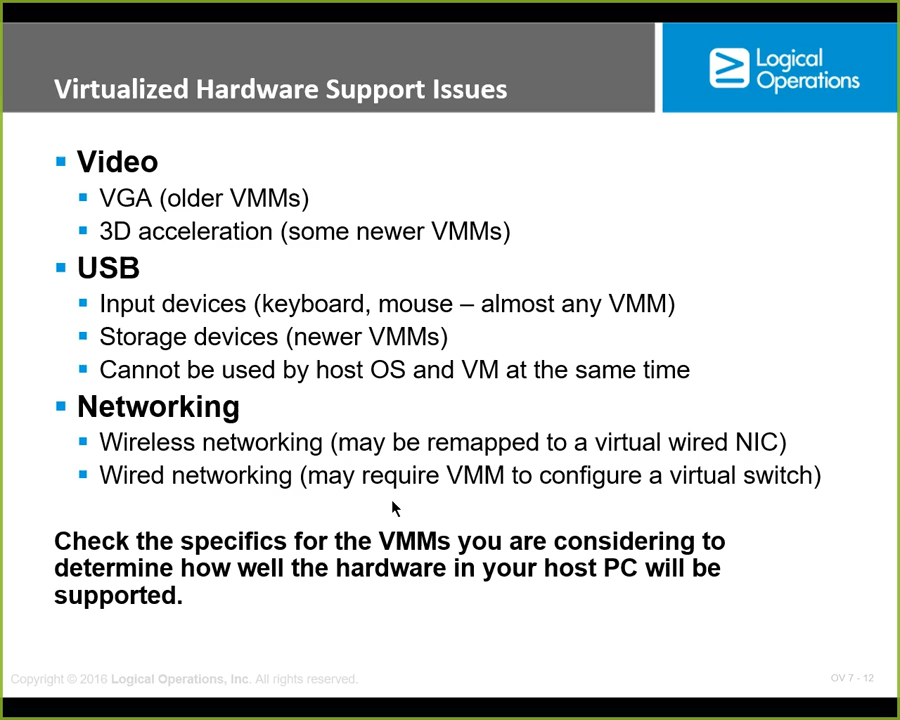 Virtualized Hardware Support Issues
Logical
Operations
Video
VGA (older VMMs)
3D acceleration (some newer VMMs)
USB
Input devices (keyboard, mouse – almost any VMM)
Storage devices (newer VMMs)
Cannot be used by host OS and VM at the same time
Networking
Wireless networking (may be remapped to a virtual wired NIC)
Wired networking (may require VMM to configure a virtual switch)
Check the specifics for the VMMs you are considering to
determine how well the hardware in your host PC will be
supported.
Copyright © 2016 Logical Operations, Inc. All rights reserved.
OV 7 - 12